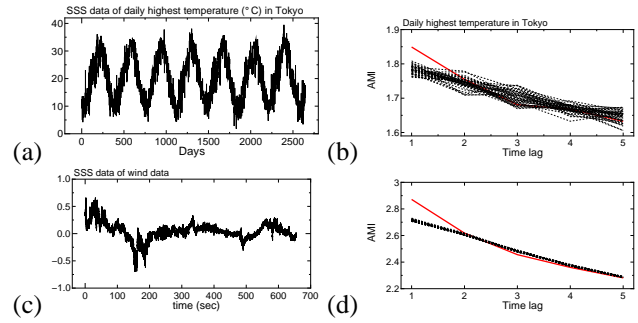 SSS data of daily highest temperature (°C) in Tokyo
40
30
20
10
0
0 500 1000 1500 2000 2500
Days
(a)
Daily highest temperature in Tokyo
AMI
1.9
1.8
1.7
1.6
1 2 3 4 5
Time lag
(b)
SSS data of wind data
1.0
0.5
0.0
-0.5
-1.0
0 100 200 300 400 500 600 700
time (sec)
(c)
AMI
3
2.8
2.6
2.4
2.2
1 2 3 4 5
Time lag
(d)